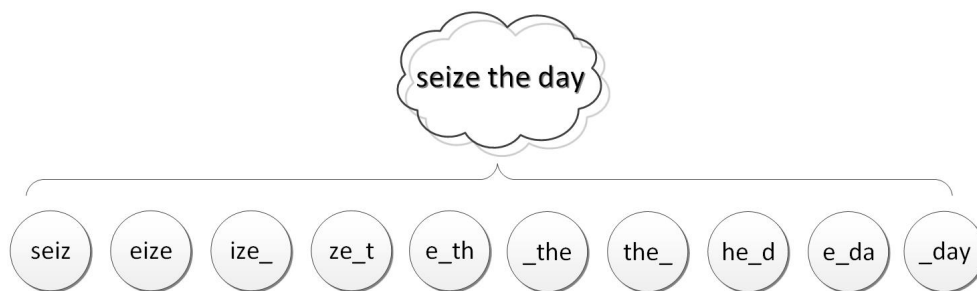 seize the day
seiz eize ize_ ze_t e_th _the the_ he_d e_da _day